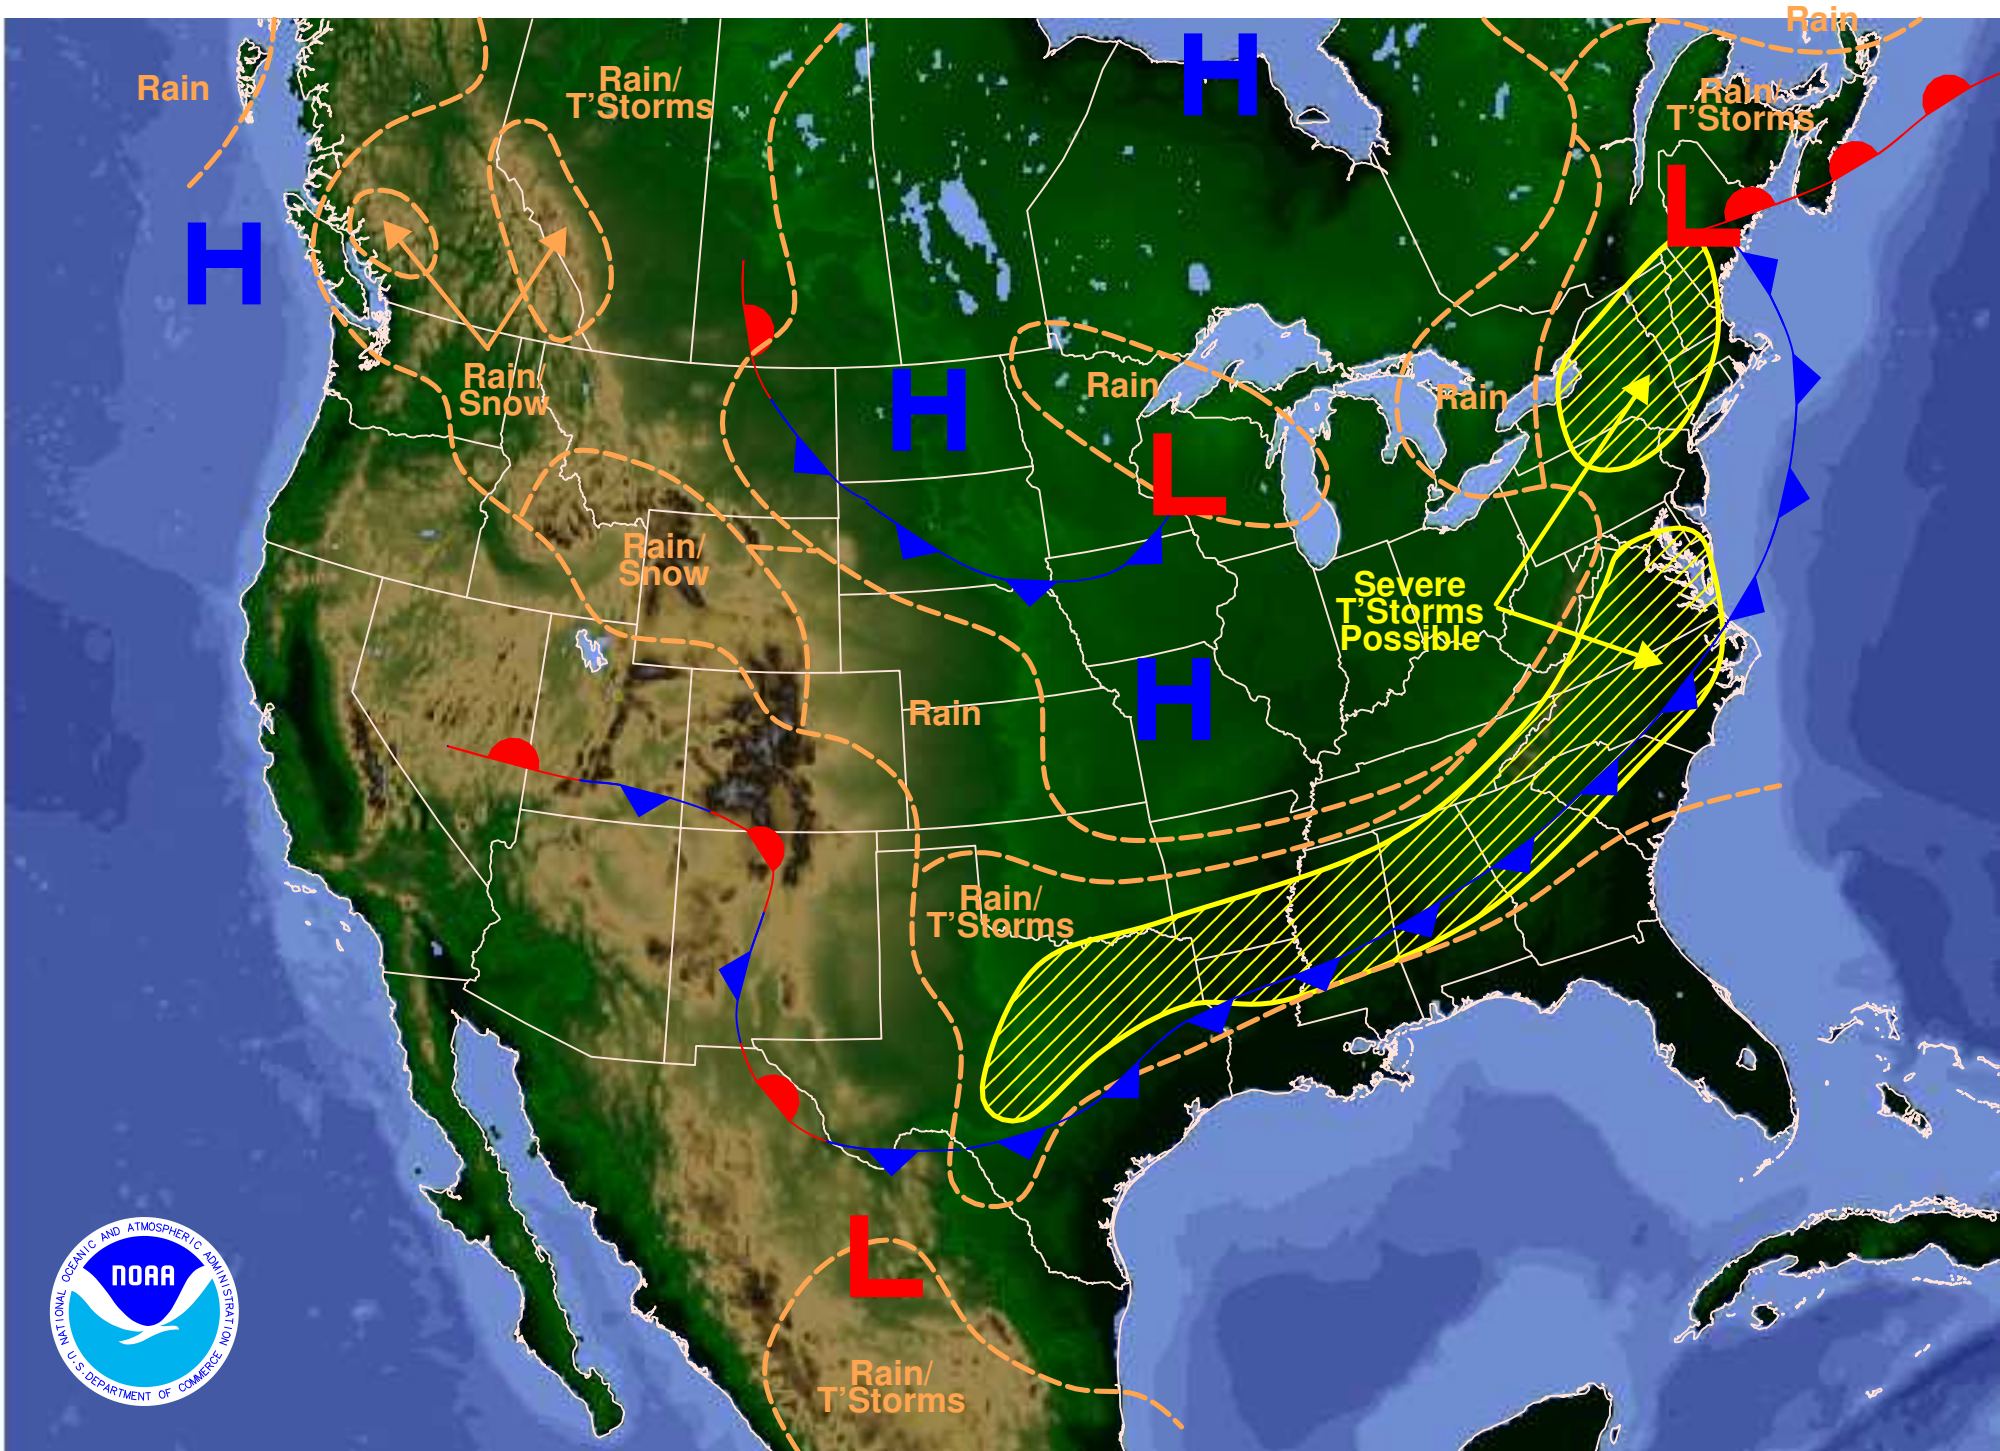 Rain
Rain
Rain/
T'Storms
H
Rain/
T'Storms
L
H
Rain/
Snow
H
Rain
Rain
L
Rain/
Snow
Severe
T'Storms
Possible
H
Rain
Rain/
T'Storms
L
Rain/
T'Storms
NATIONAL OCEANIC AND ATMOSPHERIC ADMINISTRATION
NOAA
U.S. DEPARTMENT OF COMMERCE